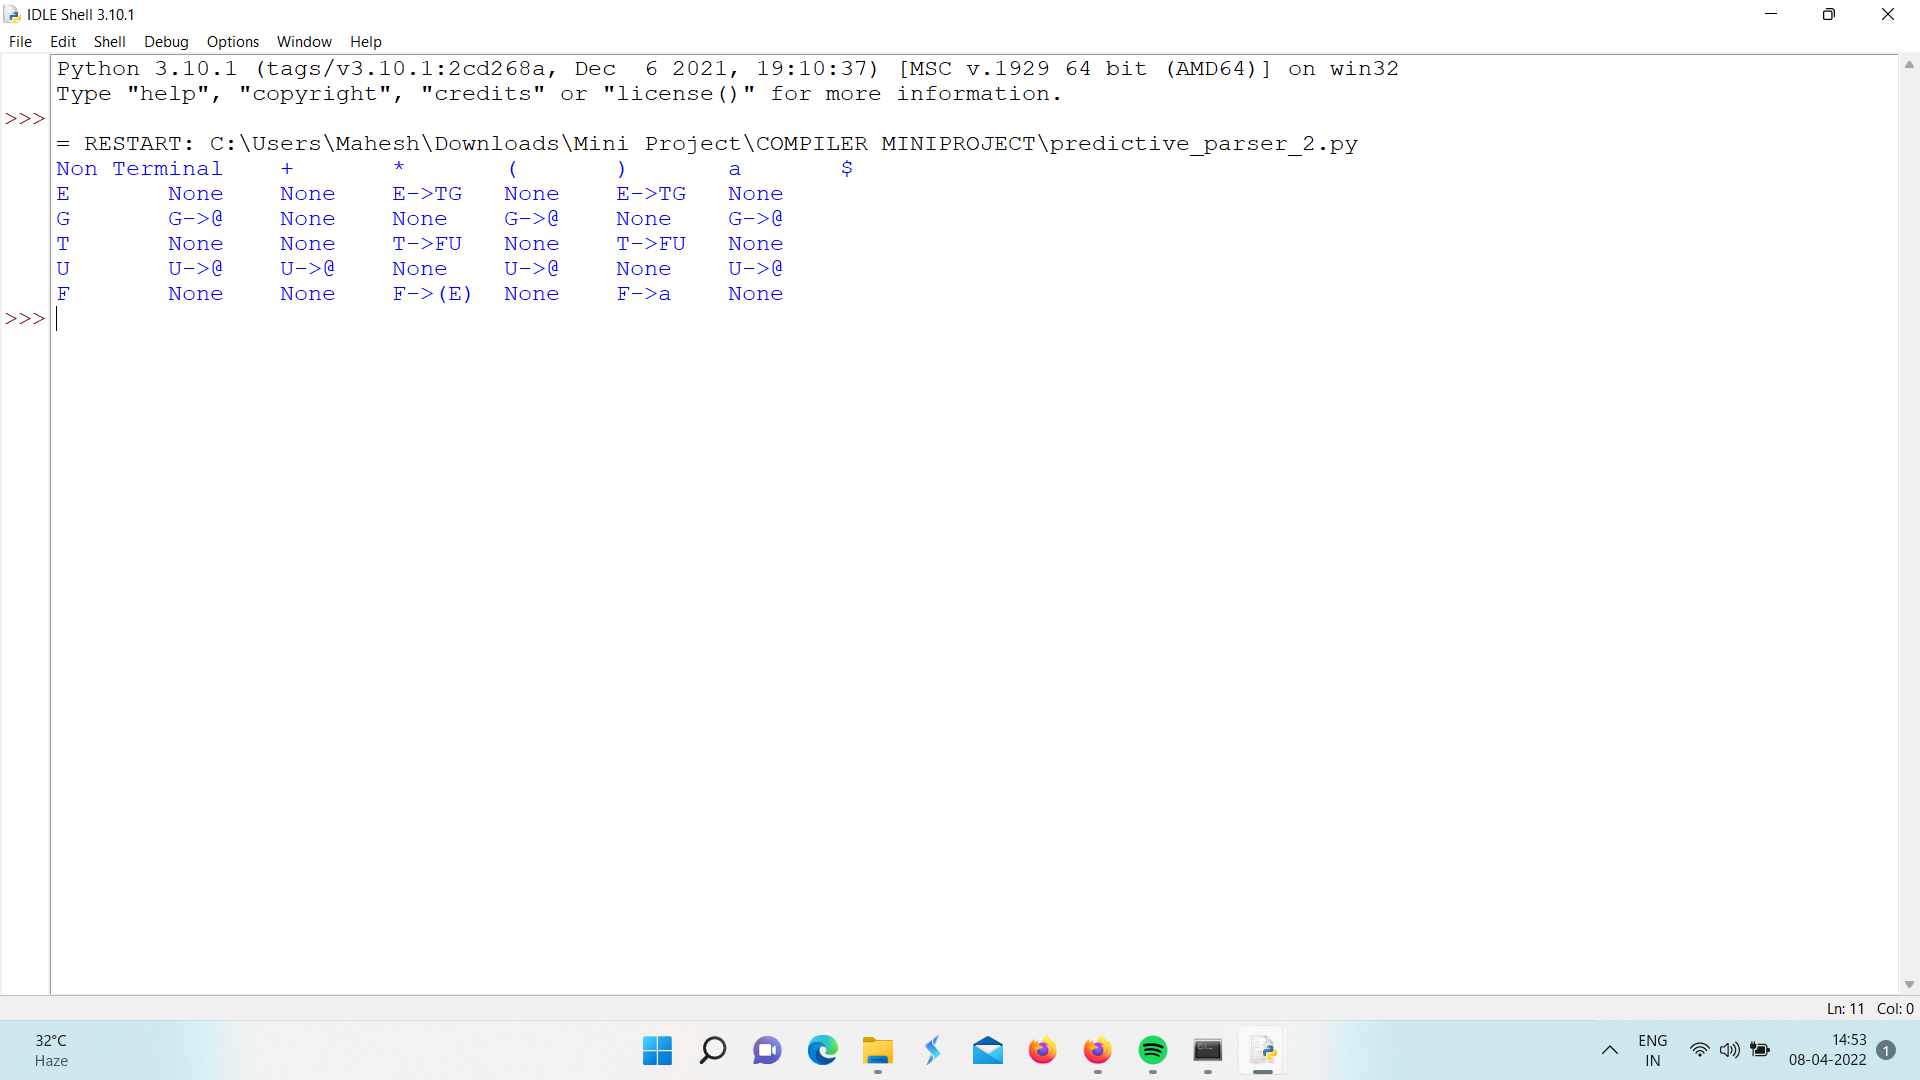 IDLE Shell 3.10.1
File Edit Shell Debug Options Window Help
Python 3.10.1 (tags/v3.10.1:2cd268a, Dec  6 2021, 19:10:37) [MSC v.1929 64 bit (AMD64)] on win32
Type "help", "copyright", "credits" or "license()" for more information.
>>>
= RESTART: C:\Users\Mahesh\Downloads\Mini Project\COMPILER MINIPROJECT\predictive_parser_2.py
Non Terminal + * ( ) a $
E None None E->TG None E->TG None
G G->@ None None G->@ None G->@
T None None T->FU None T->FU None
U U->@ U->@ None U->@ None U->@
F None None F->(E) None F->a None
>>>
Ln: 11 Col: 0
32°C
Haze
ENG
IN
14:53
08-04-2022
1